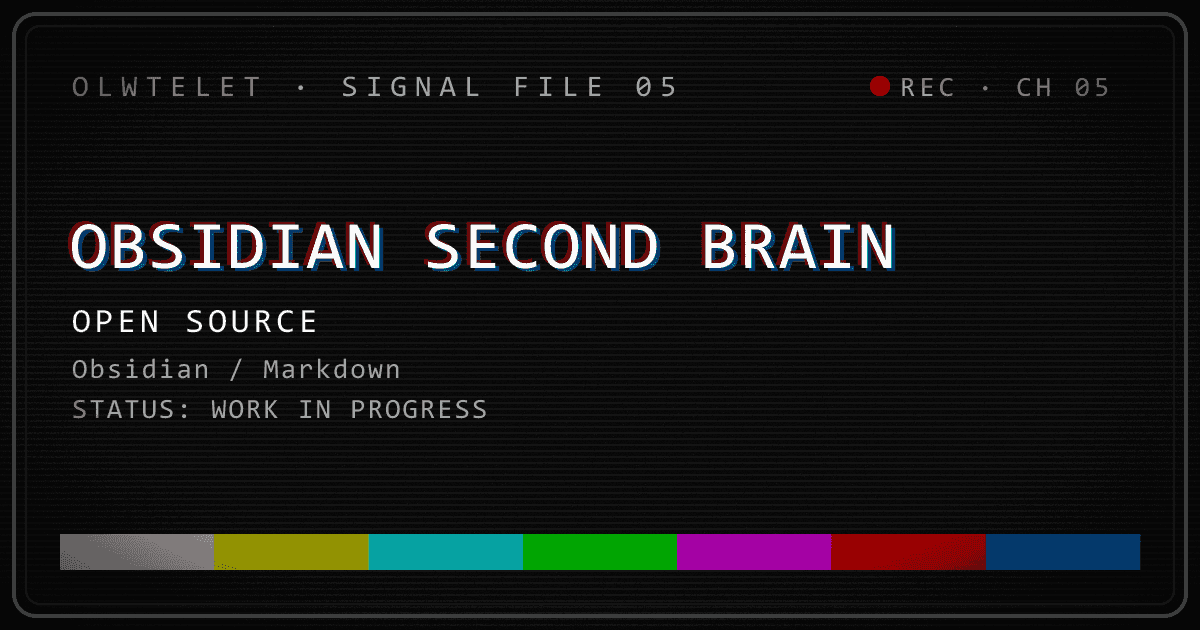 OLWTELET · SIGNAL FILE 05
REC · CH 05
OBSIDIAN SECOND BRAIN
OPEN SOURCE
Obsidian / Markdown
STATUS: WORK IN PROGRESS